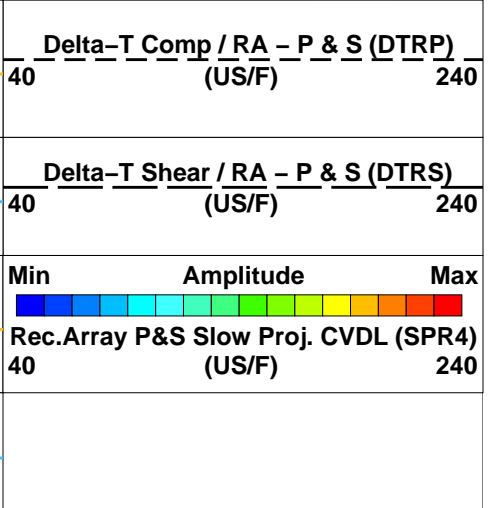 Delta–T Comp / RA – P & S (DTRP)
40 (US/F) 240
Delta–T Shear / RA – P & S (DTRS)
40 (US/F) 240
Min Amplitude Max
Rec.Array P&S Slow Proj. CVDL (SPR4)
40 (US/F) 240